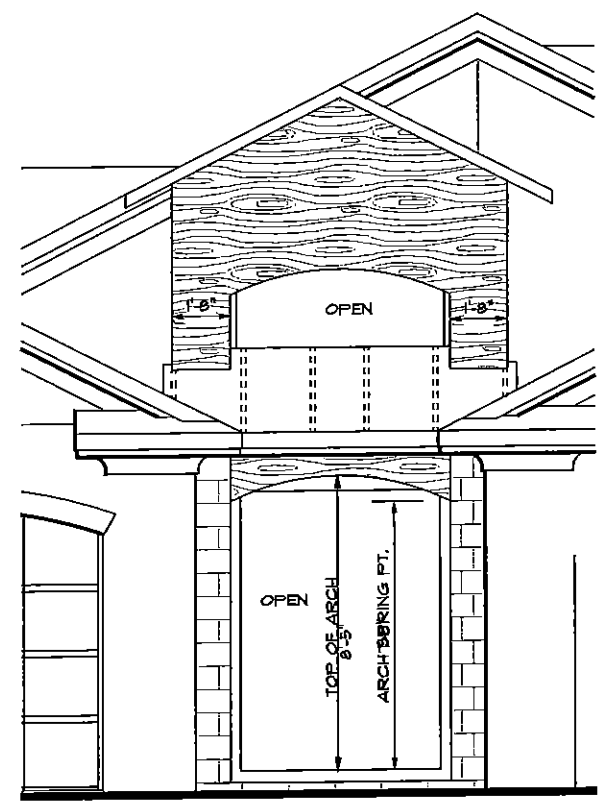 1'-8"
OPEN
1'-8"
OPEN
TOP OF ARCH
8'-5"
ARCH SPRING PT.